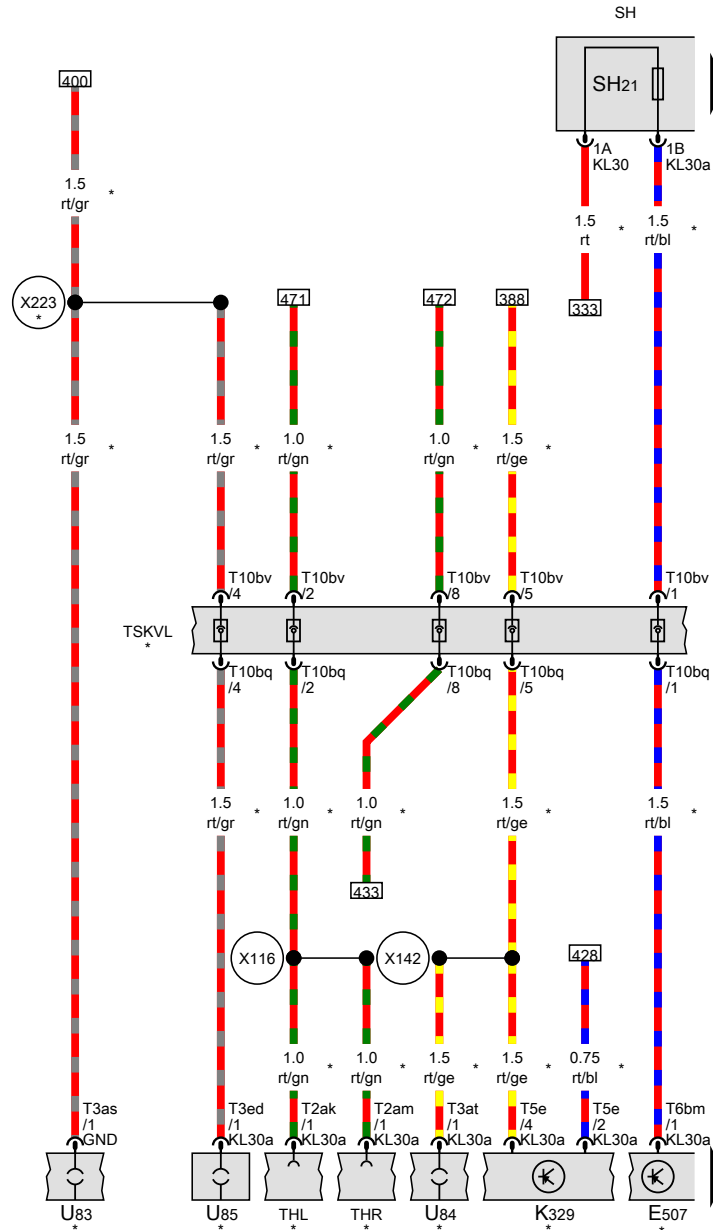 SH
400
SH21
1A
KL30
1B
KL30a
1.5
rt/gr
*
1.5
rt
*
1.5
rt/bl
*
X223
*
471
472
388
333
1.5
rt/gr
*
1.5
rt/gr
*
1.0
rt/gn
*
1.0
rt/gn
*
1.5
rt/ge
*
T10bv
/4
T10bv
/2
T10bv
/8
T10bv
/5
T10bv
/1
TSKVL
*
T10bq
/4
T10bq
/2
T10bq
/8
T10bq
/5
T10bq
/1
1.5
rt/gr
*
1.0
rt/gn
*
1.0
rt/gn
*
1.5
rt/ge
*
1.5
rt/bl
*
433
X116
X142
428
1.0
rt/gn
*
1.0
rt/gn
*
1.5
rt/ge
*
1.5
rt/ge
*
0.75
rt/bl
*
T3as
/1
GND
T3ed
/1
KL30a
T2ak
/1
KL30a
T2am
/1
KL30a
T3at
/1
KL30a
T5e
/4
KL30a
T5e
/2
KL30a
T6bm
/1
KL30a
U83
*
U85
*
THL
*
THR
*
U84
*
K329
*
E507
*